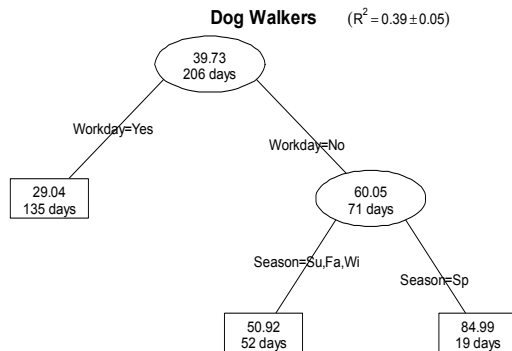 Dog Walkers (R² = 0.39 ± 0.05)
39.73
206 days
Workday=Yes
Workday=No
29.04
135 days
60.05
71 days
Season=Su,Fa,Wi
Season=Sp
50.92
52 days
84.99
19 days